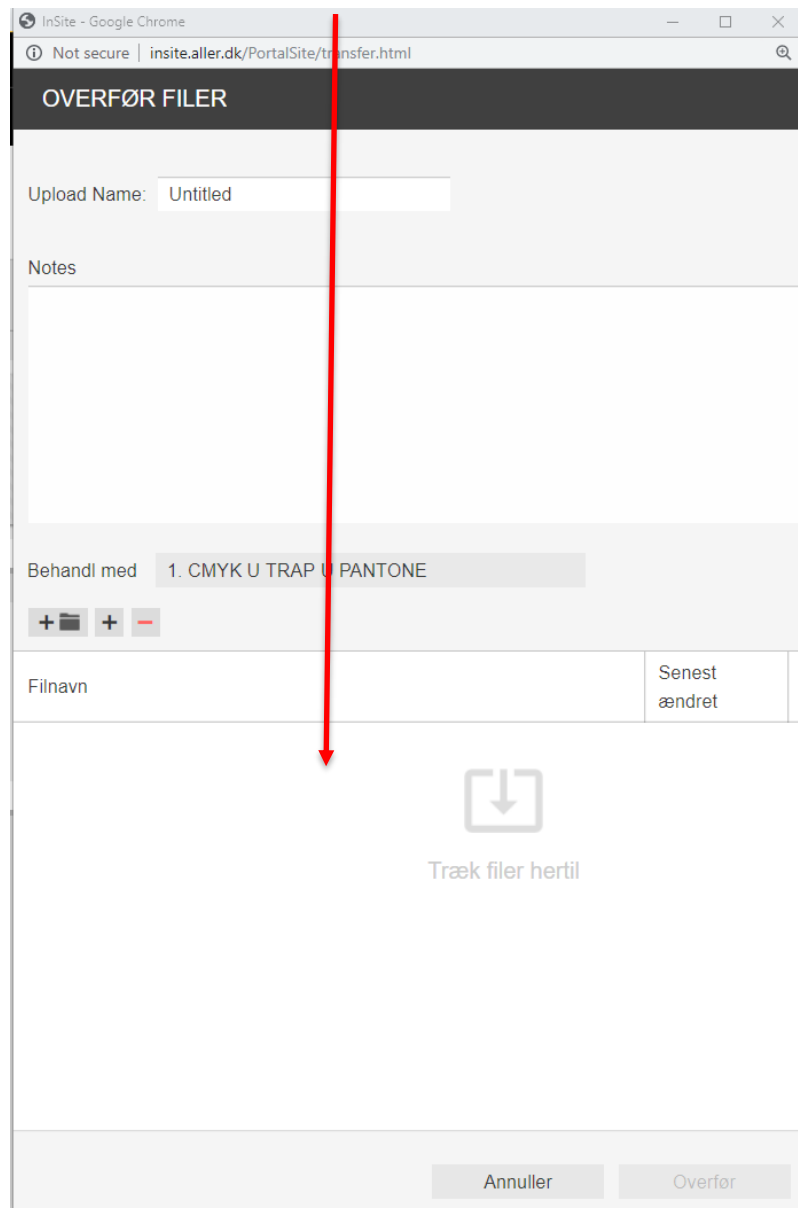 InSite - Google Chrome
Not secure | insite.aller.dk/PortalSite/transfer.html
OVERFØR FILER
Upload Name: Untitled
Notes
Behandl med 1. CMYK U TRAP U PANTONE
Filnavn
Senest
ændret
Træk filer hertil
Annuller
Overfør